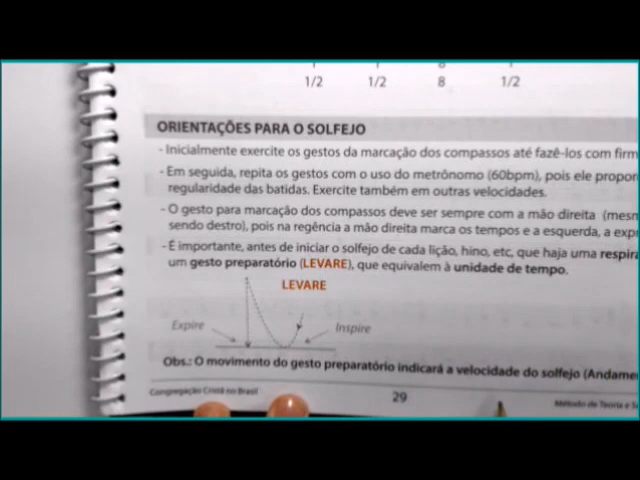 1/2 1/2 8 1/2
ORIENTAÇÕES PARA O SOLFEJO
- Inicialmente exercite os gestos da marcação dos compassos até fazê-los com firm
- Em seguida, repita os gestos com o uso do metrônomo (60bpm), pois ele propor
regularidade das batidas. Exercite também em outras velocidades.
- O gesto para marcação dos compassos deve ser sempre com a mão direita (mesm
sendo destro), pois na regência a mão direita marca os tempos e a esquerda, a expr
- É importante, antes de iniciar o solfejo de cada lição, hino, etc, que haja uma respira
um gesto preparatório (LEVARE), que equivalem à unidade de tempo.
LEVARE
Expire Inspire
Obs.: O movimento do gesto preparatório indicará a velocidade do solfejo (Andame
Congregação Cristã no Brasil 29 Método de Teoria e S